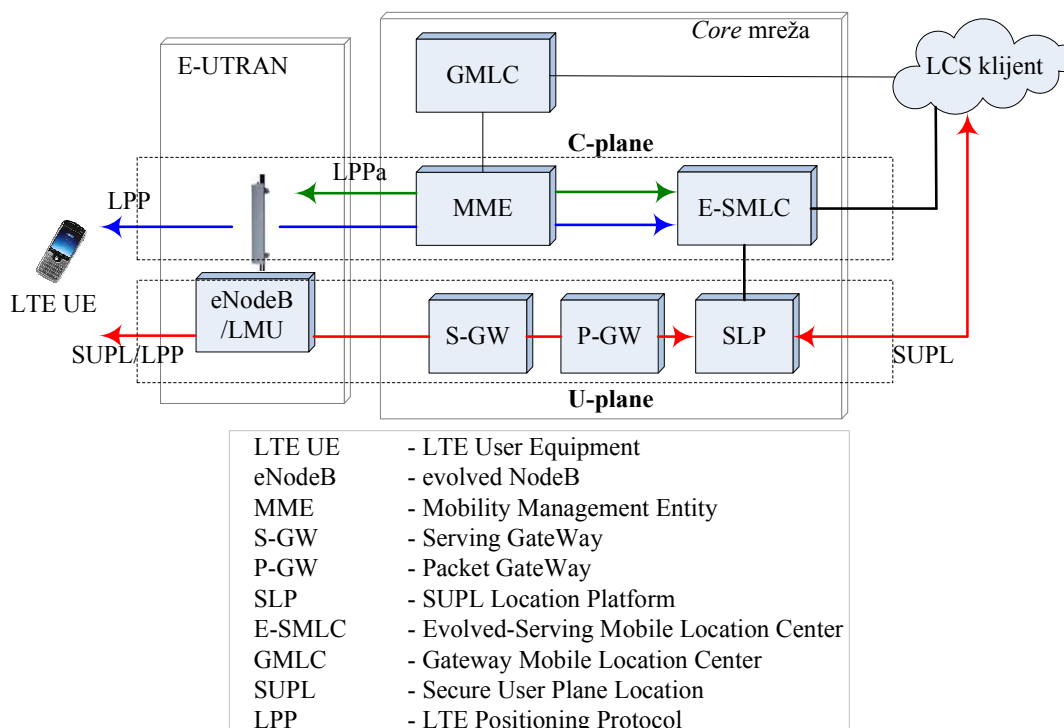 Core mreža
E-UTRAN
GMLC
LCS klijent
C-plane
LPPa
LPP
MME
E-SMLC
LTE UE
eNodeB
/LMU
S-GW
P-GW
SLP
SUPL/LPP
SUPL
U-plane
LTE UE - LTE User Equipment
eNodeB - evolved NodeB
MME - Mobility Management Entity
S-GW - Serving GateWay
P-GW - Packet GateWay
SLP - SUPL Location Platform
E-SMLC - Evolved-Serving Mobile Location Center
GMLC - Gateway Mobile Location Center
SUPL - Secure User Plane Location
LPP - LTE Positioning Protocol